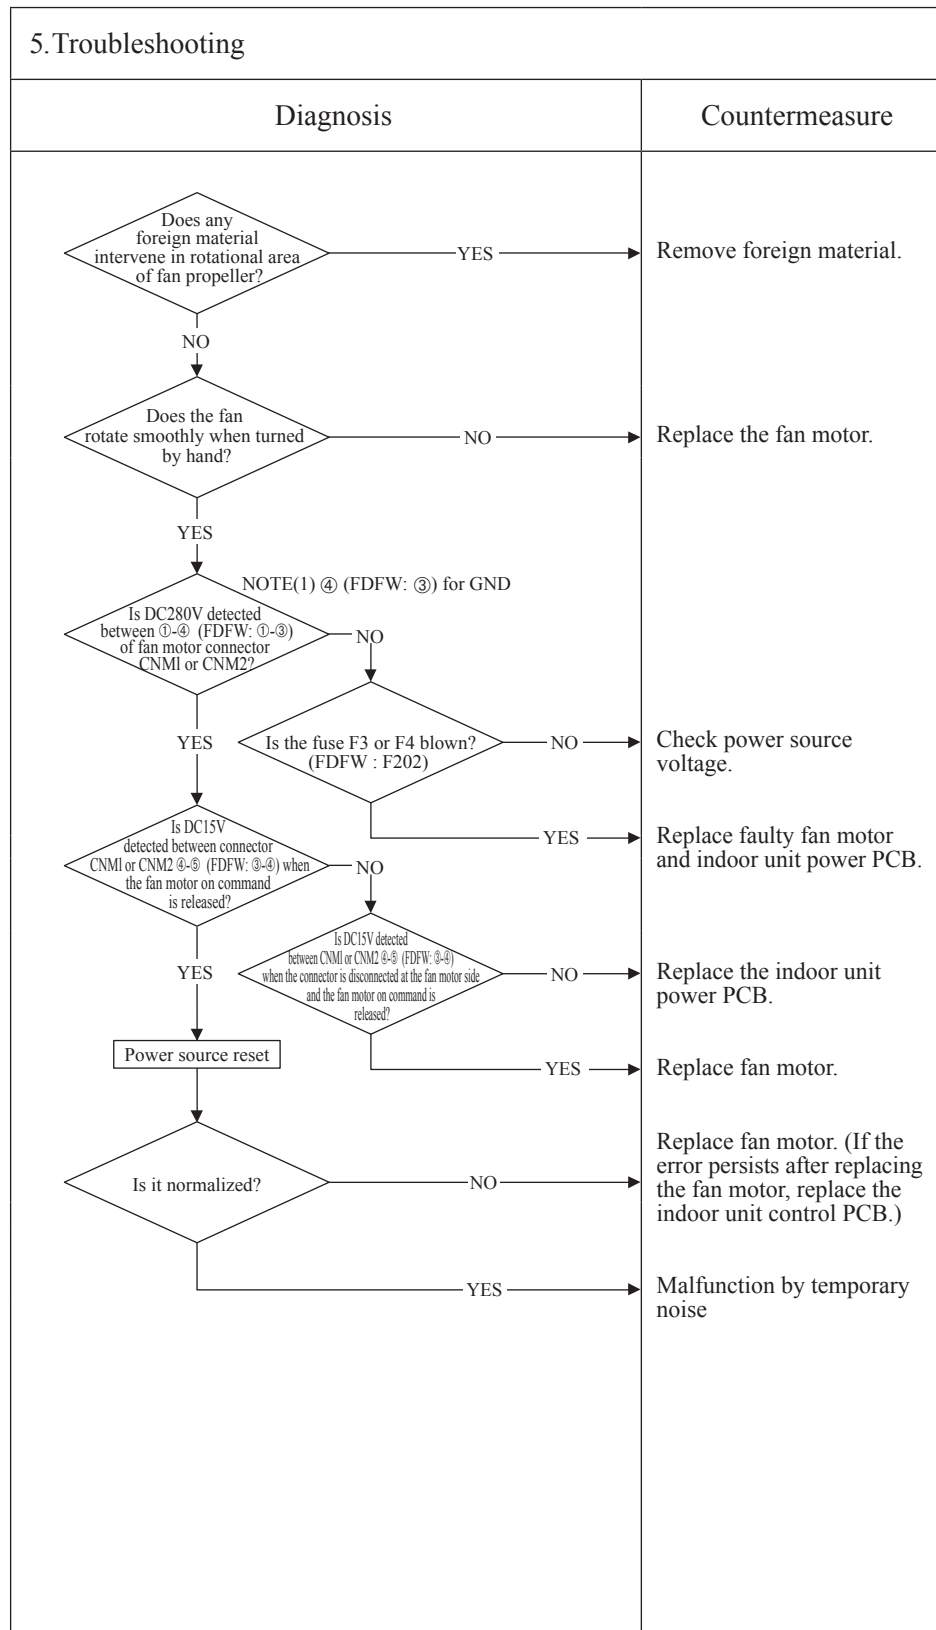 5.Troubleshooting
Diagnosis
Countermeasure
Does any
foreign material
intervene in rotational area
of fan propeller?
YES
Remove foreign material.
NO
Does the fan
rotate smoothly when turned
by hand?
NO
Replace the fan motor.
YES
NOTE(1) ④ (FDFW: ③) for GND
Is DC280V detected
between ①-④ (FDFW: ①-③)
of fan motor connector
CNMl or CNM2?
NO
YES
Is the fuse F3 or F4 blown?
(FDFW : F202)
NO
Check power source
voltage.
YES
Replace faulty fan motor
and indoor unit power PCB.
Is DC15V
detected between connector
CNMl or CNM2 ④-⑤ (FDFW: ③-④) when
the fan motor on command
is released?
NO
YES
Is DC15V detected
between CNMl or CNM2 ④-⑤ (FDFW: ③-④)
when the connector is disconnected at the fan motor side
and the fan motor on command is
released?
NO
Replace the indoor unit
power PCB.
YES
Replace fan motor.
Power source reset
Is it normalized?
NO
Replace fan motor. (If the
error persists after replacing
the fan motor, replace the
indoor unit control PCB.)
YES
Malfunction by temporary
noise